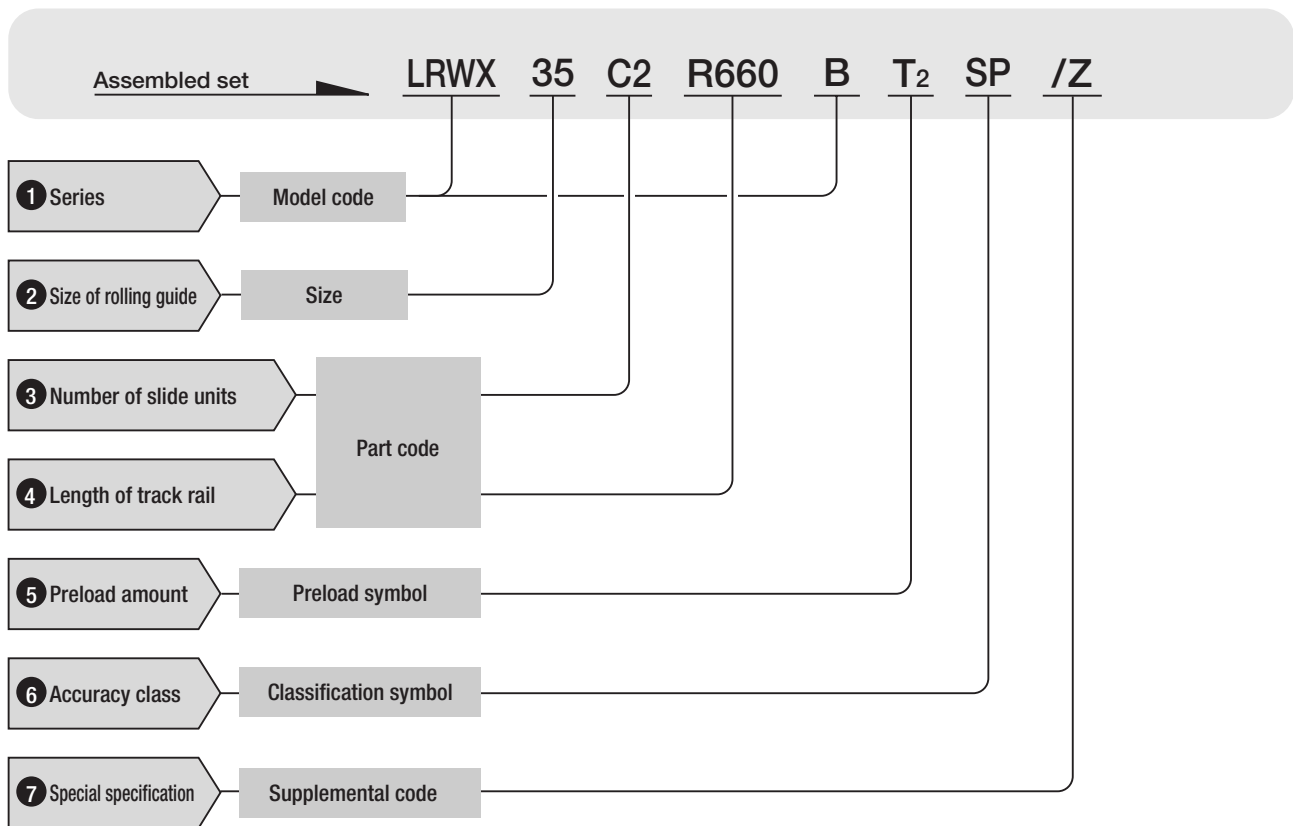 Assembled set LRWX 35 C2 R660 B T2 SP /Z
1 Series Model code
2 Size of rolling guide Size
3 Number of slide units
Part code
4 Length of track rail
5 Preload amount Preload symbol
6 Accuracy class Classification symbol
7 Special specification Supplemental code